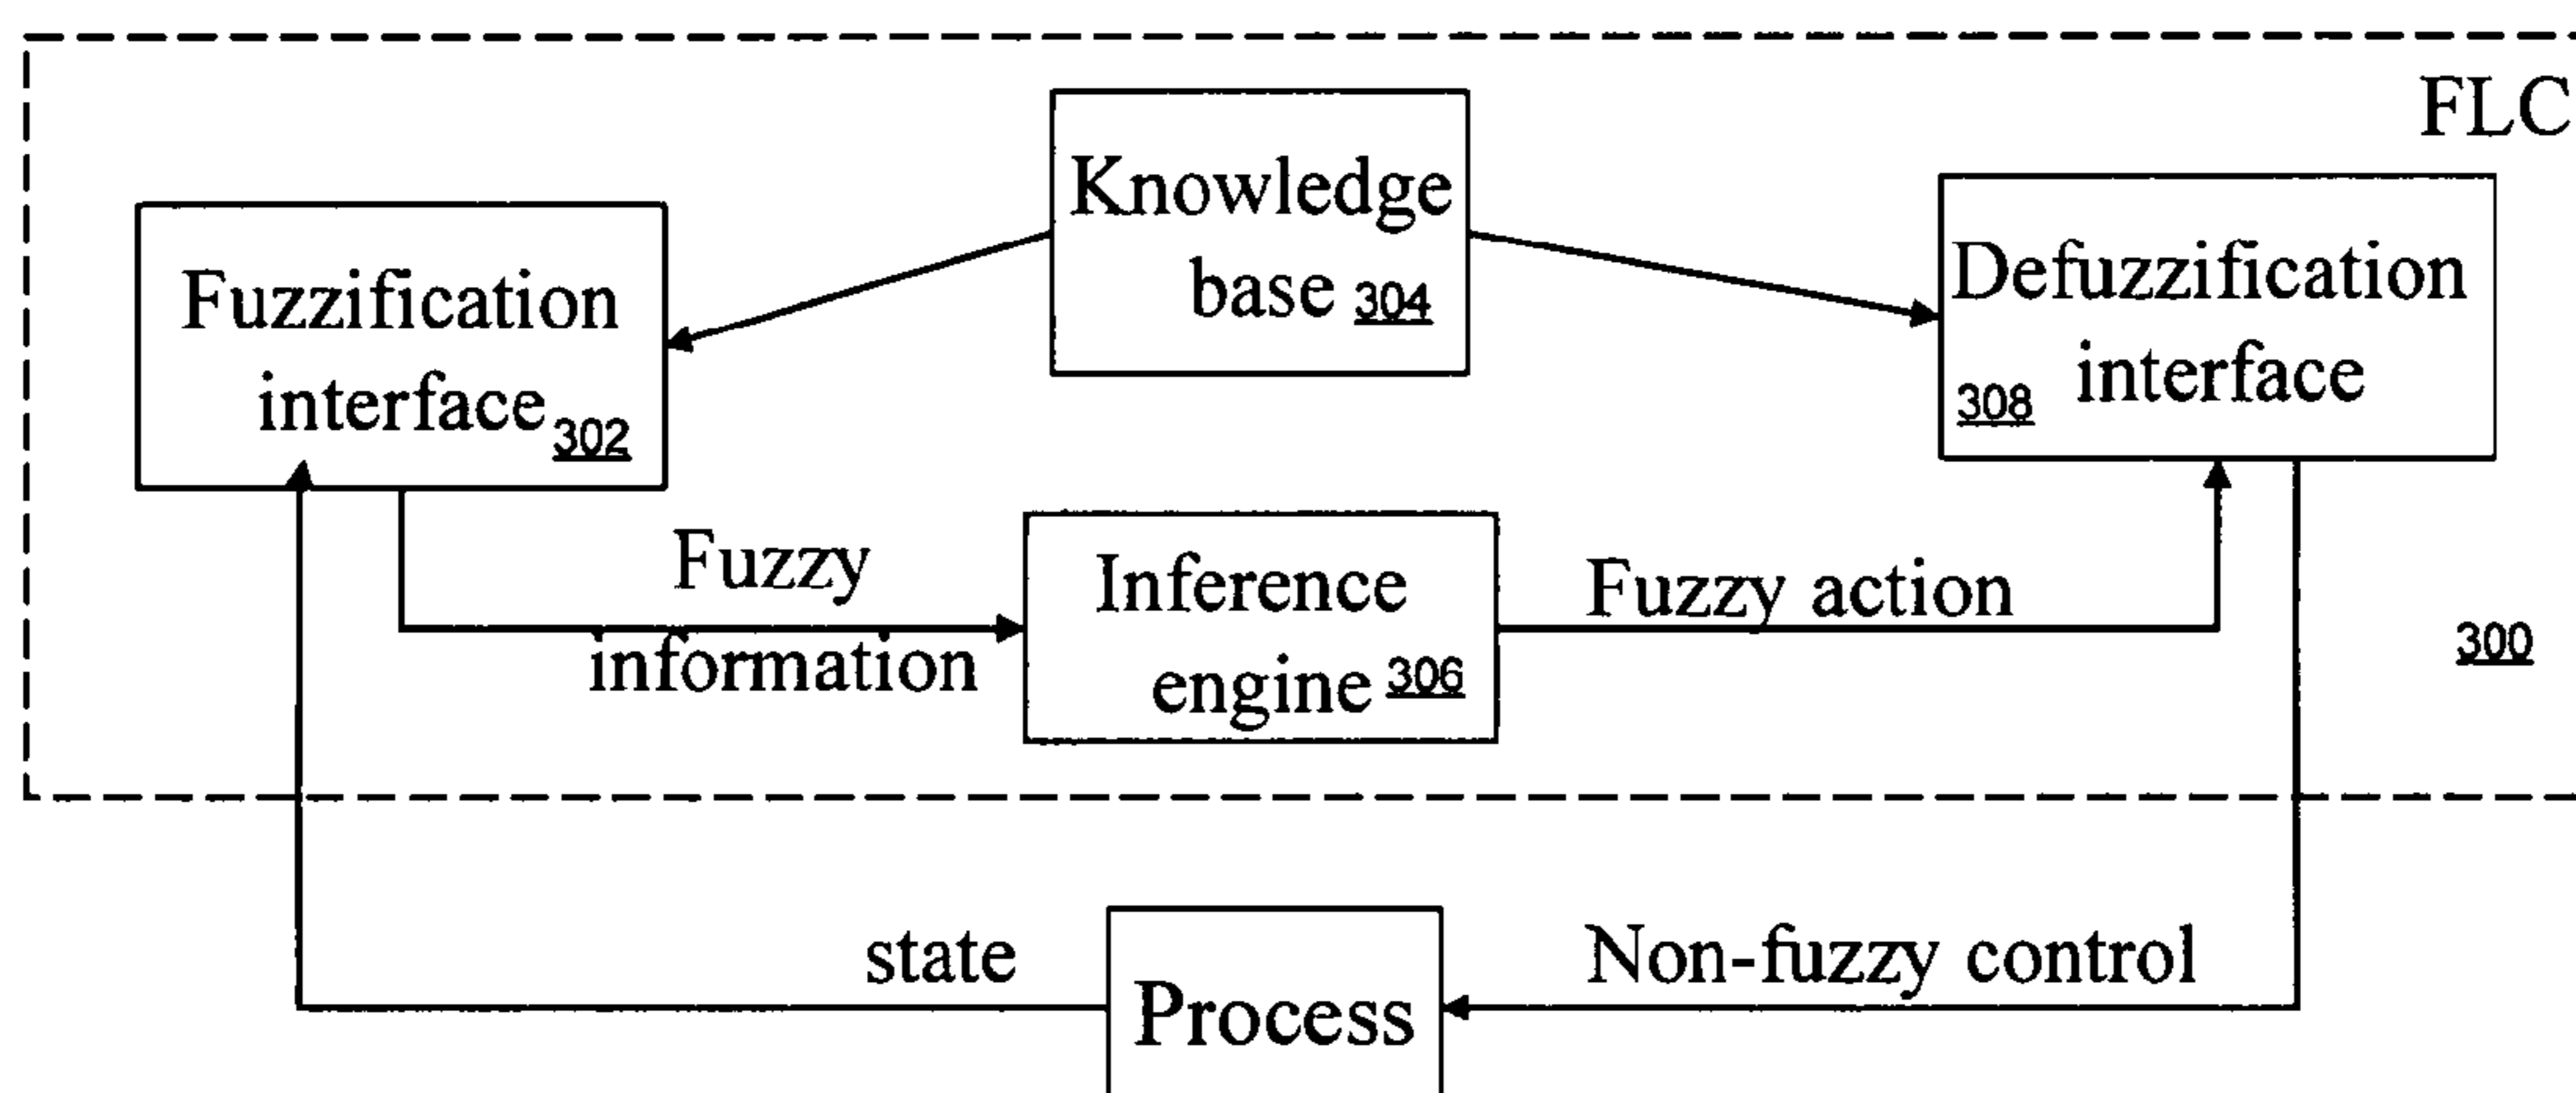 FLC
Knowledge
base 304
Fuzzification
interface 302
Defuzzification
308 interface
Fuzzy
information
Inference
engine 306
Fuzzy action
300
state
Non-fuzzy control
Process